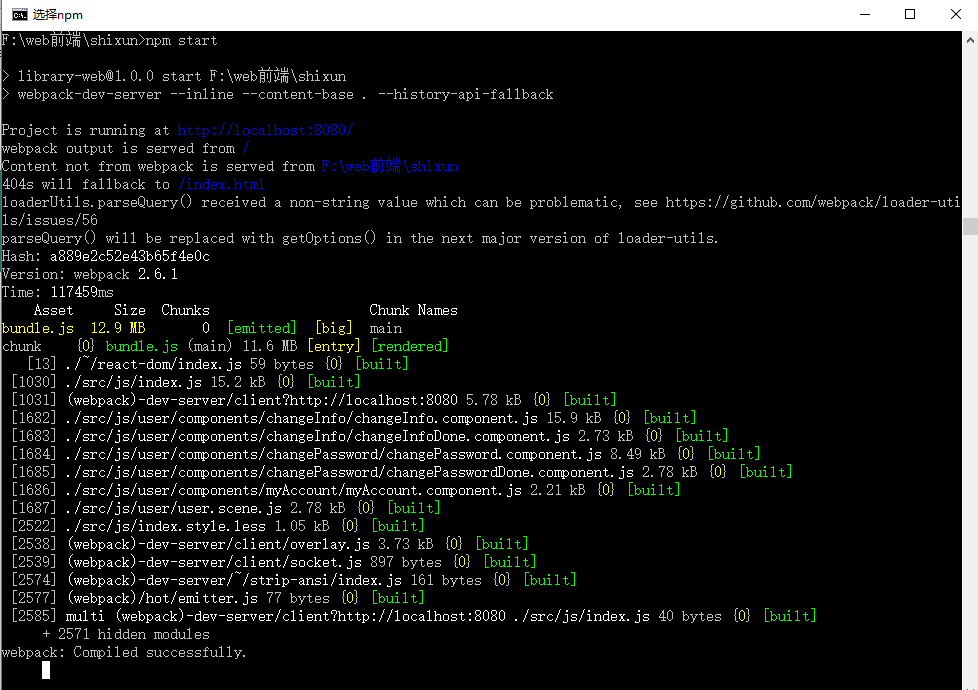 选择npm
F:\web前端\shixun>npm start
> library-web@1.0.0 start F:\web前端\shixun
> webpack-dev-server --inline --content-base . --history-api-fallback
Project is running at http://localhost:8080/
webpack output is served from /
Content not from webpack is served from F:\web前端\shixun
404s will fallback to /index.html
loaderUtils.parseQuery() received a non-string value which can be problematic, see https://github.com/webpack/loader-uti
ls/issues/56
parseQuery() will be replaced with getOptions() in the next major version of loader-utils.
Hash: a889e2c52e43b65f4e0c
Version: webpack 2.6.1
Time: 117459ms
Asset Size Chunks Chunk Names
bundle.js 12.9 MB 0 [emitted] [big] main
chunk {0} bundle.js (main) 11.6 MB [entry] [rendered]
[13] ./~/react-dom/index.js 59 bytes {0} [built]
[1030] ./src/js/index.js 15.2 kB {0} [built]
[1031] (webpack)-dev-server/client?http://localhost:8080 5.78 kB {0} [built]
[1682] ./src/js/user/components/changeInfo/changeInfo.component.js 15.9 kB {0} [built]
[1683] ./src/js/user/components/changeInfo/changeInfoDone.component.js 2.73 kB {0} [built]
[1684] ./src/js/user/components/changePassword/changePassword.component.js 8.49 kB {0} [built]
[1685] ./src/js/user/components/changePassword/changePasswordDone.component.js 2.78 kB {0} [built]
[1686] ./src/js/user/components/myAccount/myAccount.component.js 2.21 kB {0} [built]
[1687] ./src/js/user/user.scene.js 2.78 kB {0} [built]
[2522] ./src/js/index.style.less 1.05 kB {0} [built]
[2538] (webpack)-dev-server/client/overlay.js 3.73 kB {0} [built]
[2539] (webpack)-dev-server/client/socket.js 897 bytes {0} [built]
[2574] (webpack)-dev-server/~/strip-ansi/index.js 161 bytes {0} [built]
[2577] (webpack)/hot/emitter.js 77 bytes {0} [built]
[2585] multi (webpack)-dev-server/client?http://localhost:8080 ./src/js/index.js 40 bytes {0} [built]
+ 2571 hidden modules
webpack: Compiled successfully.